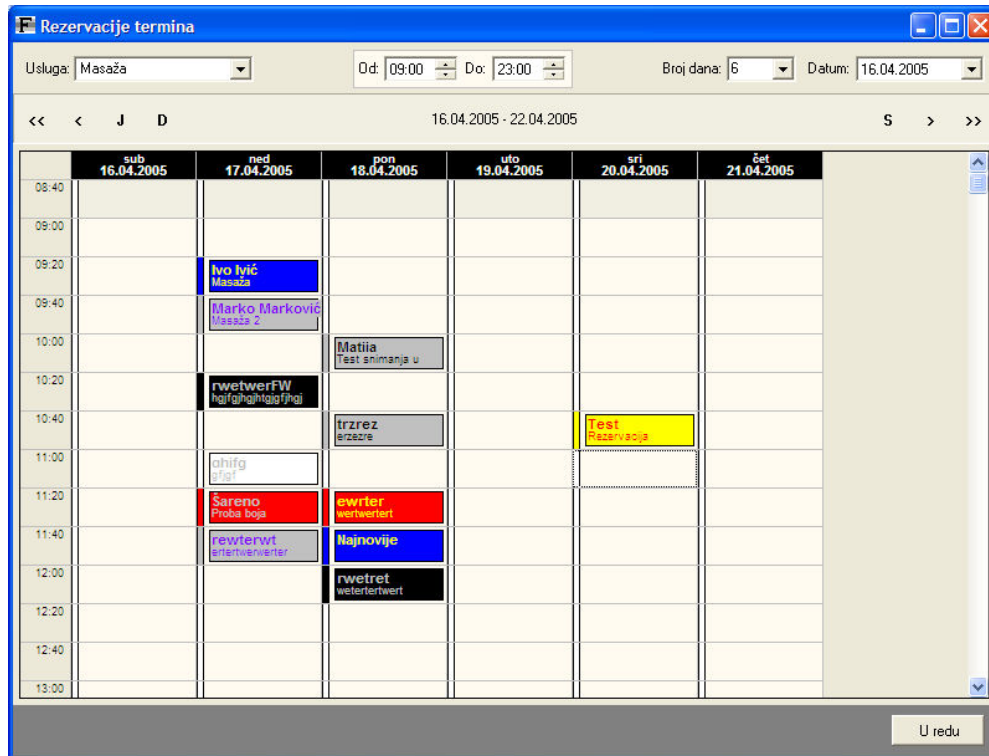 Rezervacije termina
Usluga: Masaža Od: 09:00 Do: 23:00 Broj dana: 6 Datum: 16.04.2005
<< < J D 16.04.2005 - 22.04.2005 S > >>
sub ned pon uto sri čet
16.04.2005 17.04.2005 18.04.2005 19.04.2005 20.04.2005 21.04.2005
08:40
09:00
09:20 Ivo Ivić
Masaža
09:40 Marko Marković
Masaža 2
10:00 Matija
Test snimanja u
10:20 rwetwerFW
10:40 trzrez Test
erzezre Rezervacija
11:00
gfjgf
11:20 Šareno ewrter
Proba boja wertwertert
11:40 rewterwt Najnovije
ertertwerwerter
12:00 rwetret
wetertertwert
12:20
12:40
13:00
U redu